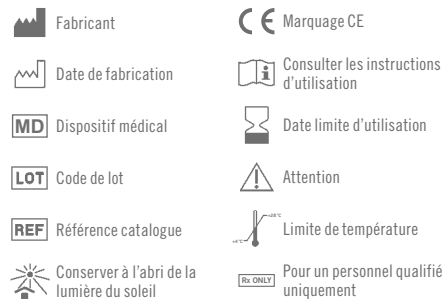 Fabricant
Marquage CE
Date de fabrication
Consulter les instructions
d'utilisation
MD Dispositif médical
Date limite d'utilisation
LOT Code de lot
Attention
REF Référence catalogue
+4°C +28°C Limite de température
Conserver à l'abri de la
lumière du soleil
Rx ONLY Pour un personnel qualifié
uniquement